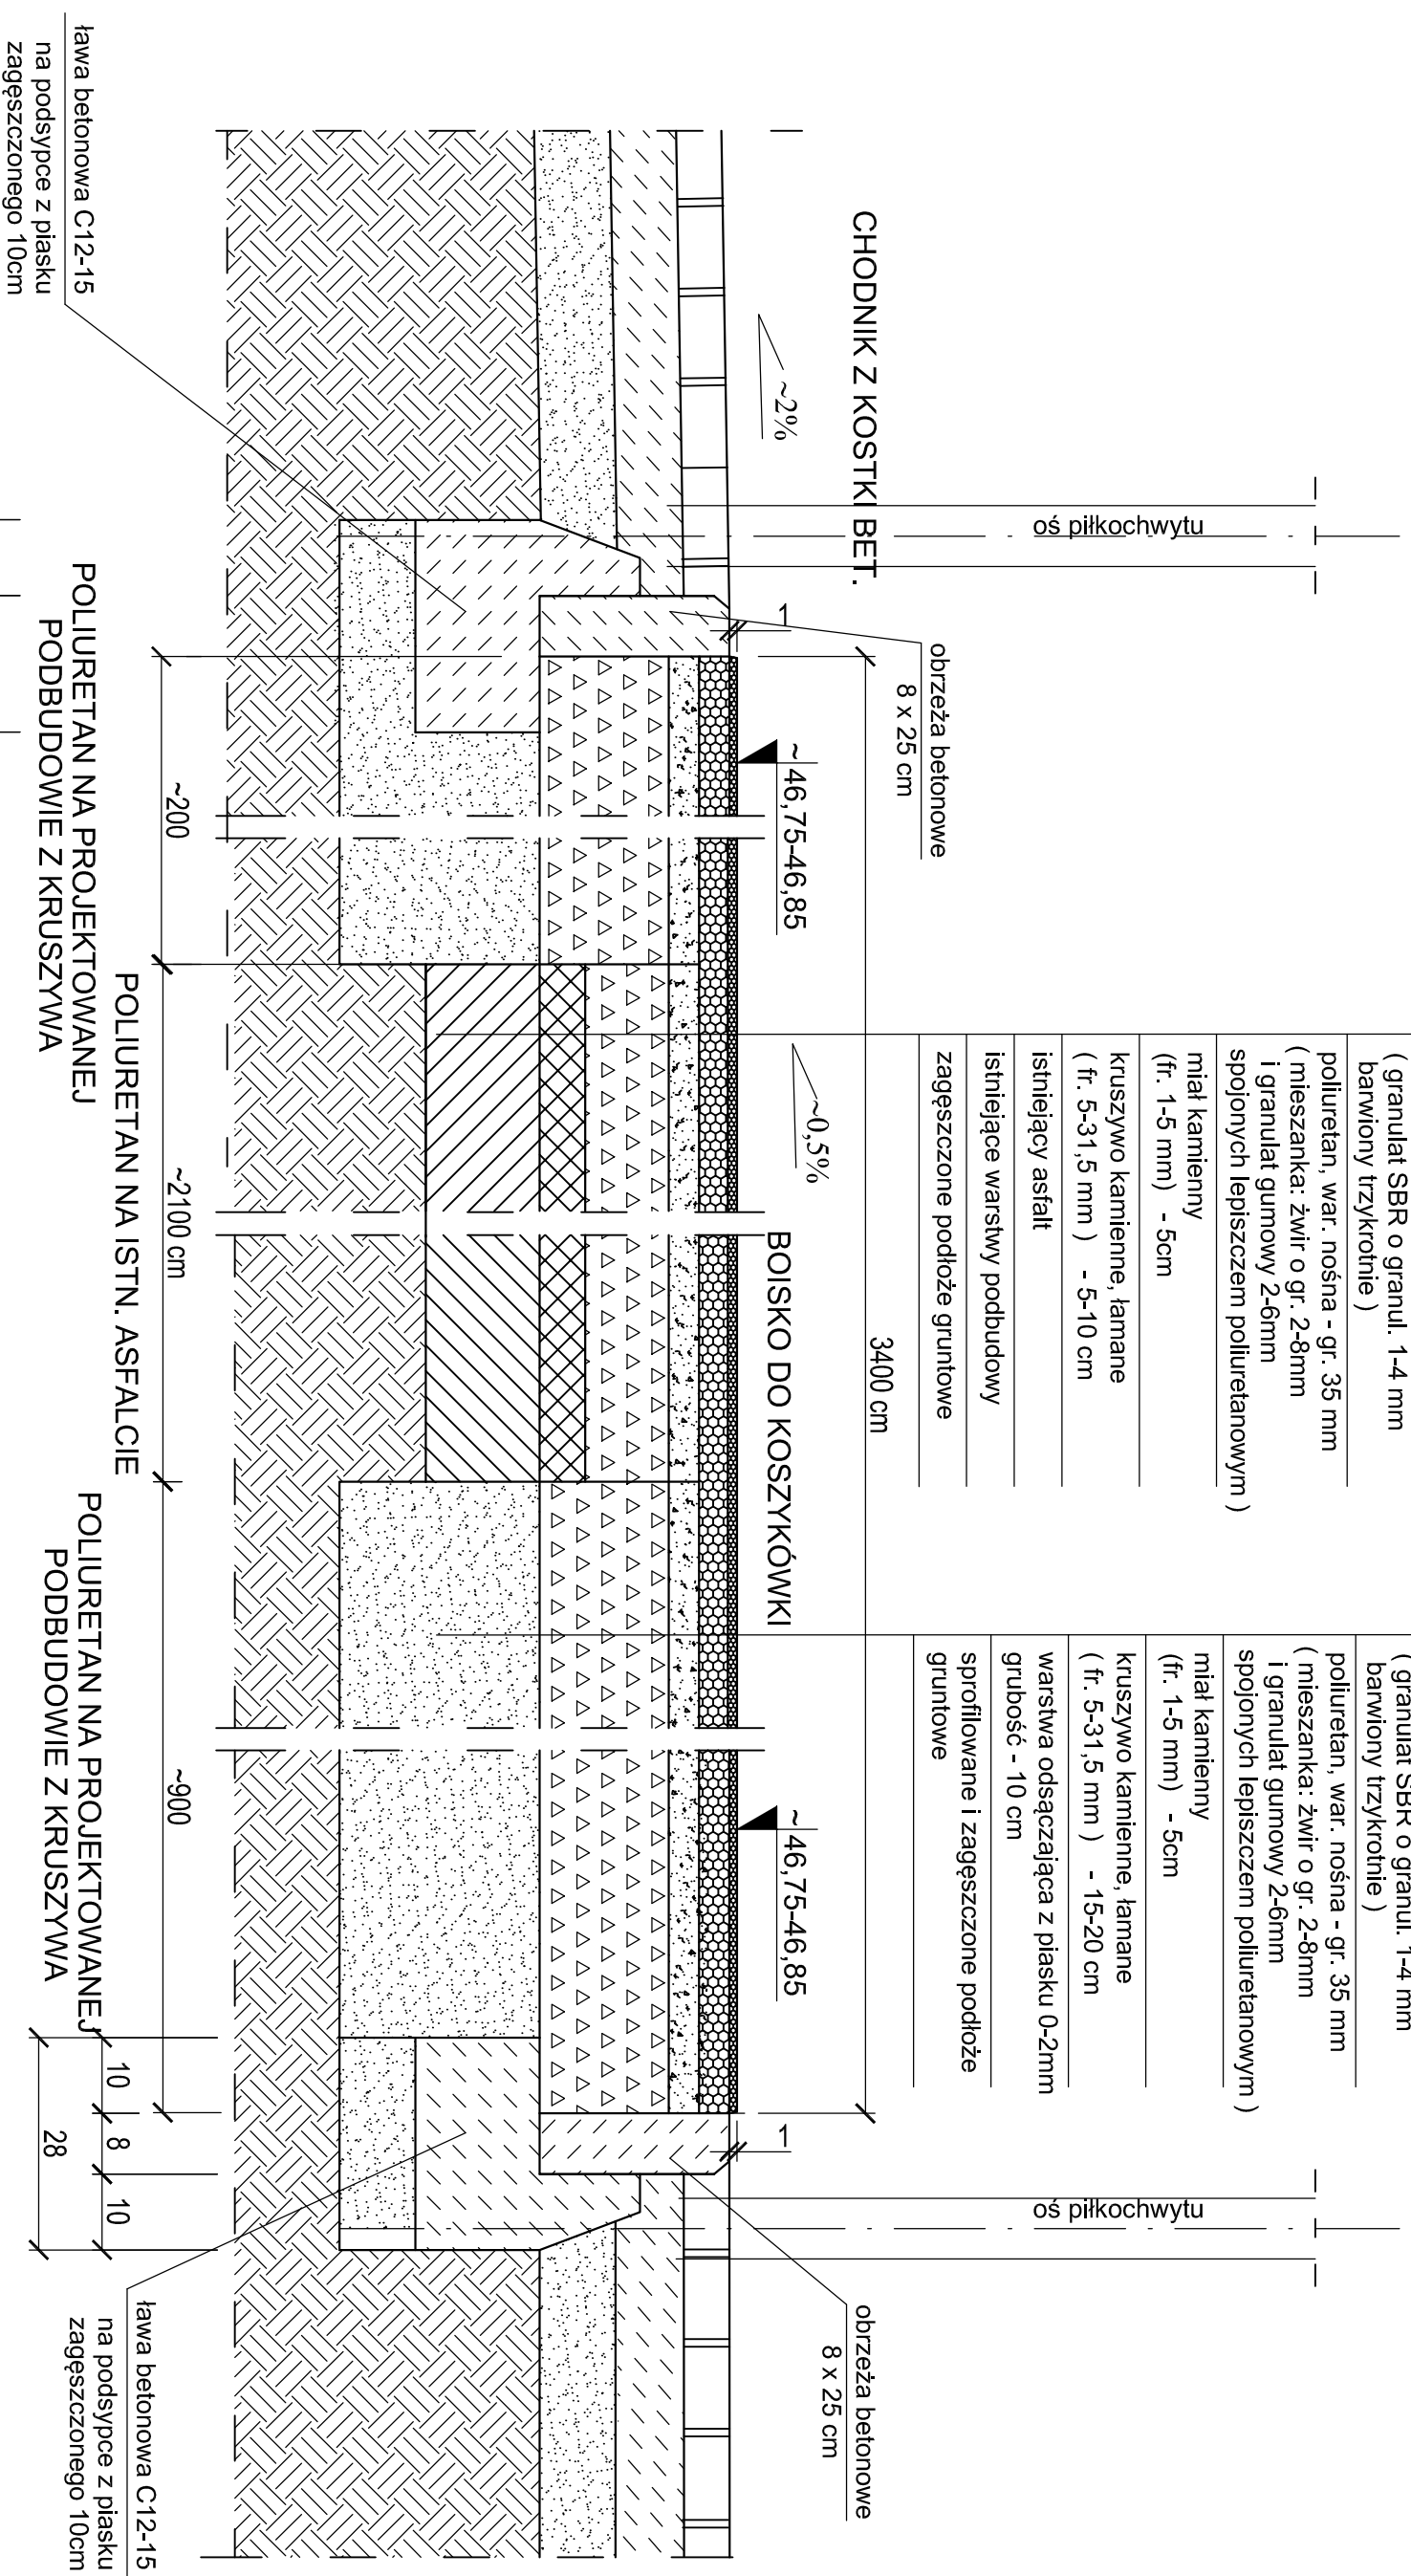 ( granulat SBR o granul. 1-4 mm
barwiony trzykrotnie )
poliuretan, war. nośna - gr. 35 mm
( mieszanka: żwir o gr. 2-8mm
i granulat gumowy 2-6mm
spojonych lepiszczem poliuretanowym )
miał kamienny
(fr. 1-5 mm) - 5cm
kruszywo kamienne, łamane
( fr. 5-31,5 mm ) - 5-10 cm
istniejący asfalt
istniejące warstwy podbudowy
zagęszczone podłoże gruntowe
( granulat SBR o granul. 1-4 mm
barwiony trzykrotnie )
poliuretan, war. nośna - gr. 35 mm
( mieszanka: żwir o gr. 2-8mm
i granulat gumowy 2-6mm
spojonych lepiszczem poliuretanowym )
miał kamienny
(fr. 1-5 mm) - 5cm
kruszywo kamienne, łamane
( fr. 5-31,5 mm ) - 15-20 cm
warstwa odsączająca z piasku 0-2mm
grubość - 10 cm
sprofilowane i zagęszczone podłoże
gruntowe
oś piłkochwytu
oś piłkochwytu
obrzeża betonowe
8 x 25 cm
obrzeża betonowe
8 x 25 cm
CHODNIK Z KOSTKI BET.
3400 cm
~2%
~46,75-46,85
~0,5%
BOISKO DO KOSZYKÓWKI
~46,75-46,85
1
1
~200
~2100 cm
~900
POLIURETAN NA ISTN. ASFALCIE
POLIURETAN NA PROJEKTOWANEJ
PODBUDOWIE Z KRUSZYWA
POLIURETAN NA PROJEKTOWANEJ
PODBUDOWIE Z KRUSZYWA
10
8
10
28
ława betonowa C12-15
na podsypce z piasku
zagęszczonego 10cm
ława betonowa C12-15
na podsypce z piasku
zagęszczonego 10cm